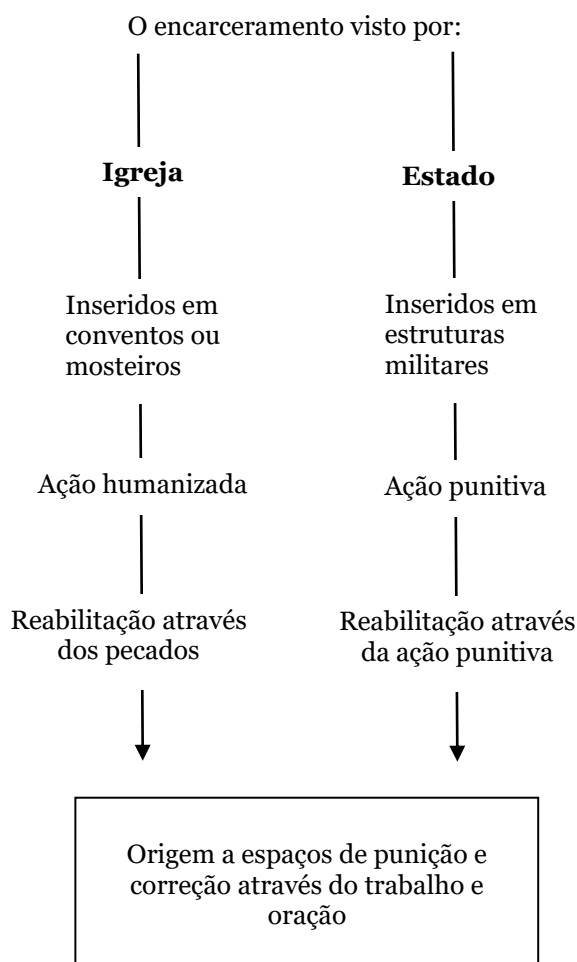 O encarceramento visto por:
Igreja
Inseridos em
conventos ou
mosteiros
Ação humanizada
Reabilitação através
dos pecados
Estado
Inseridos em
estruturas
militares
Ação punitiva
Reabilitação através
da ação punitiva
Origem a espaços de punição e
correção através do trabalho e
oração